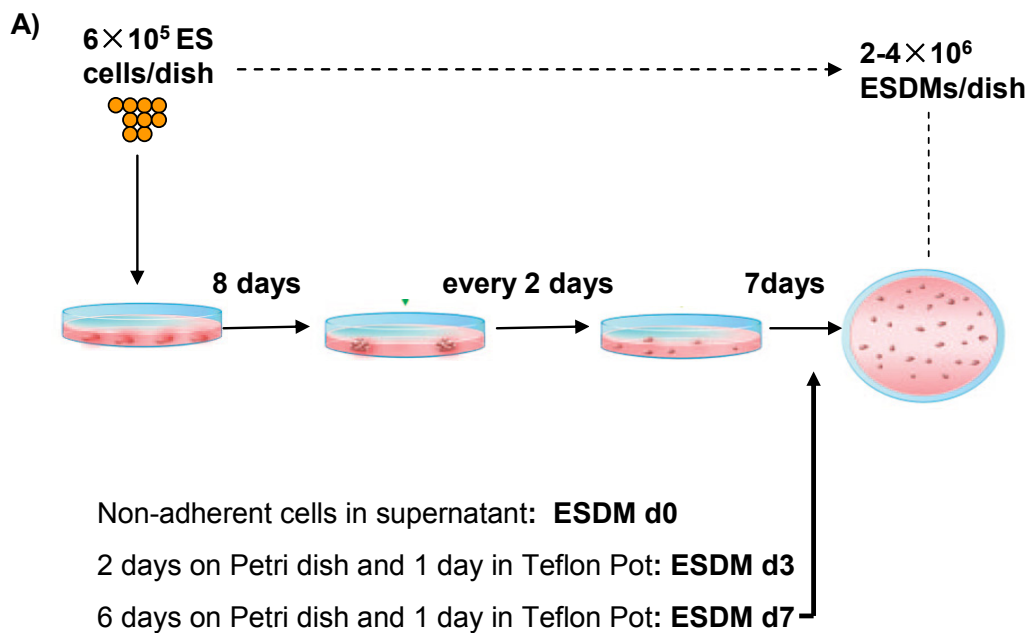 A)
6×10⁵ ES
cells/dish
2-4×10⁶
ESDMs/dish
8 days
every 2 days
7days
Non-adherent cells in supernatant: ESDM d0
2 days on Petri dish and 1 day in Teflon Pot: ESDM d3
6 days on Petri dish and 1 day in Teflon Pot: ESDM d7